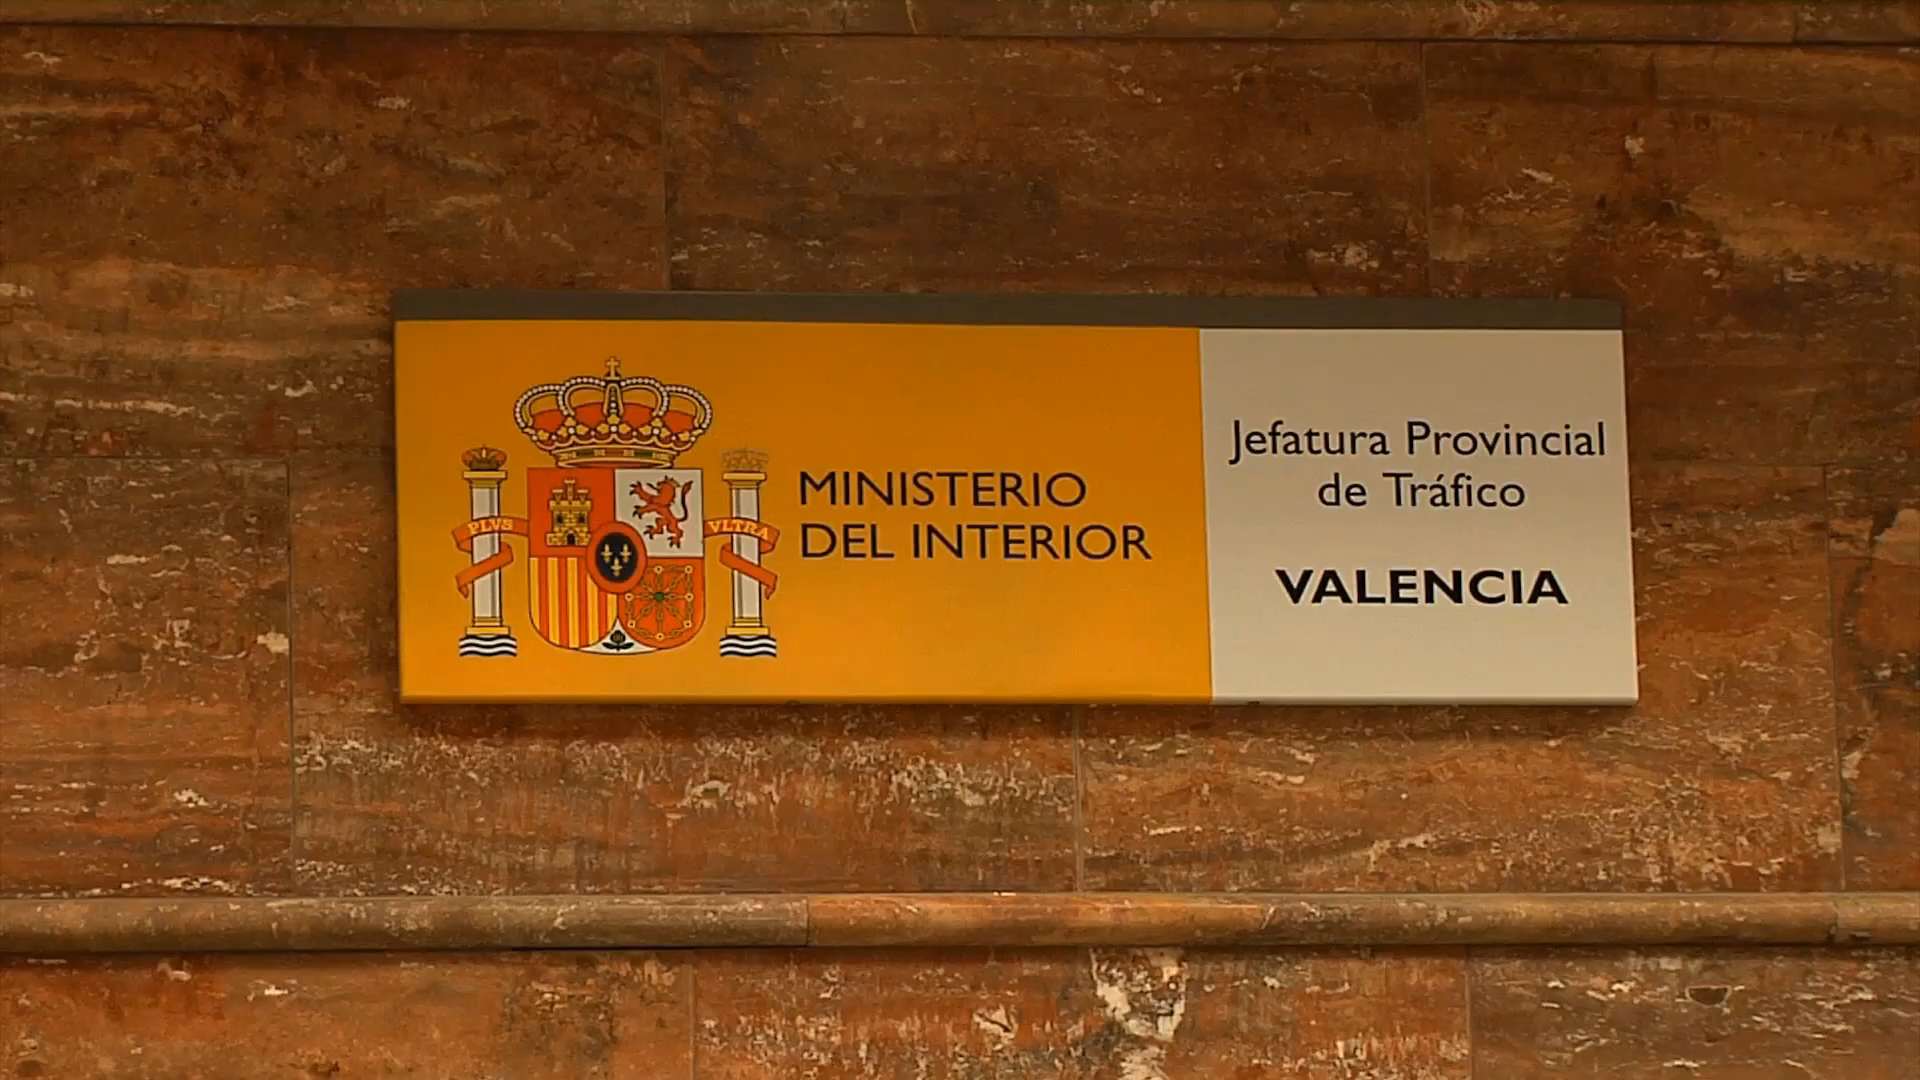 PLVS
VLTRA
MINISTERIO
DEL INTERIOR
Jefatura Provincial
de Tráfico
VALENCIA